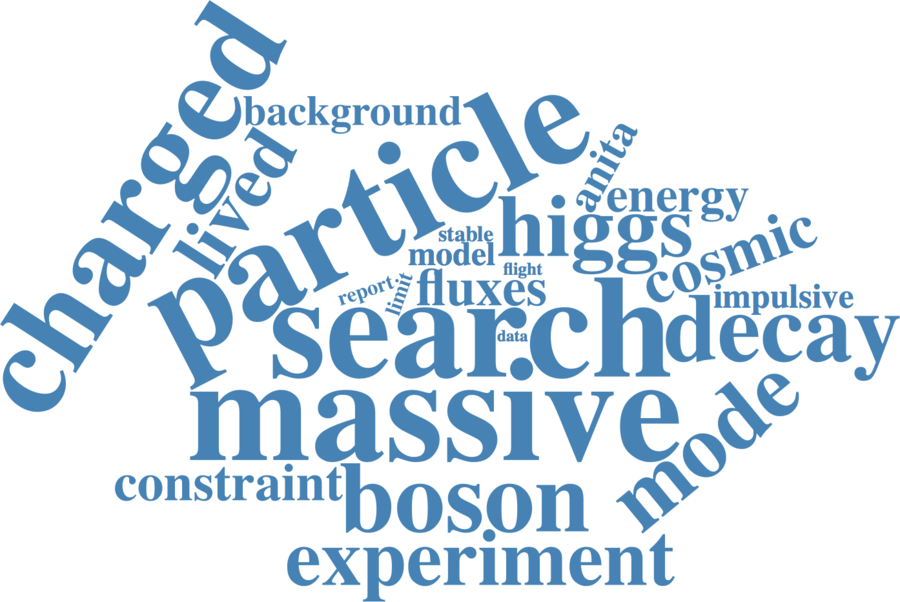 charged
background
lived
particle
anita
energy
higgs
stable
model
cosmic
flight
report
limit
fluxes
impulsive
search
data
decay
massive
mode
constraint
boson
experiment